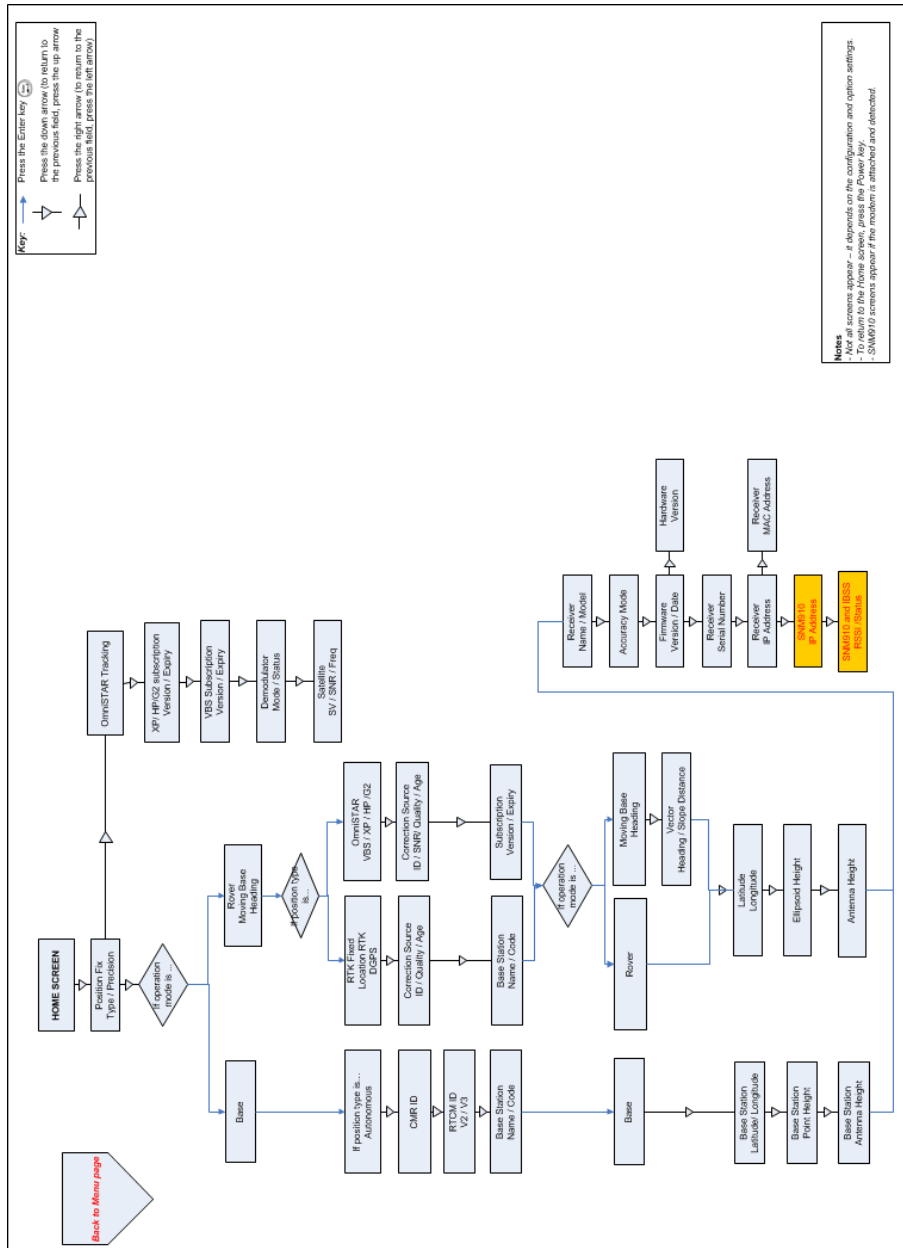 Back to Menu page
Key:
Press the Enter key
Press the down arrow (to return to
the previous field, press the up arrow
Press the right arrow (to return to the
previous field, press the left arrow)
HOME SCREEN
Position Fix
Type / Precision
OmniSTAR Tracking
XP/ HP/G2 subscription
Version / Expiry
VBS Subscription
Version / Expiry
Demodulator
Mode / Status
Satellite
SV / SNR / Freq
If operation
mode is ...
Base
Rover
Moving Base
Heading
If position type
is...
If position type is...
Autonomous
CMR ID
RTCM ID
V2 / V3
Base Station
Name / Code
RTK Fixed
Location RTK
DGPS
Correction Source
ID / Quality / Age
Base Station
Name / Code
OmniSTAR
VBS / XP / HP /G2
Correction Source
ID / SNR/ Quality / Age
Subscription
Version / Expiry
If operation
mode is ...
Base
Rover
Moving Base
Heading
Vector
Heading / Slope Distance
Base Station
Latitude/ Longitude
Base Station
Point Height
Base Station
Antenna Height
Latitude
Longitude
Ellipsoid Height
Antenna Height
Receiver
Name / Model
Accuracy Mode
Firmware
Version / Date
Hardware
Version
Receiver
Serial Number
Receiver
IP Address
Receiver
MAC Address
SNM910
IP Address
SNM910 and IBSS
RSSI /Status
Notes
- Not all screens appear – it depends on the configuration and option settings.
- To return to the Home screen, press the Power key.
- SNM910 screens appear if the modem is attached and detected.